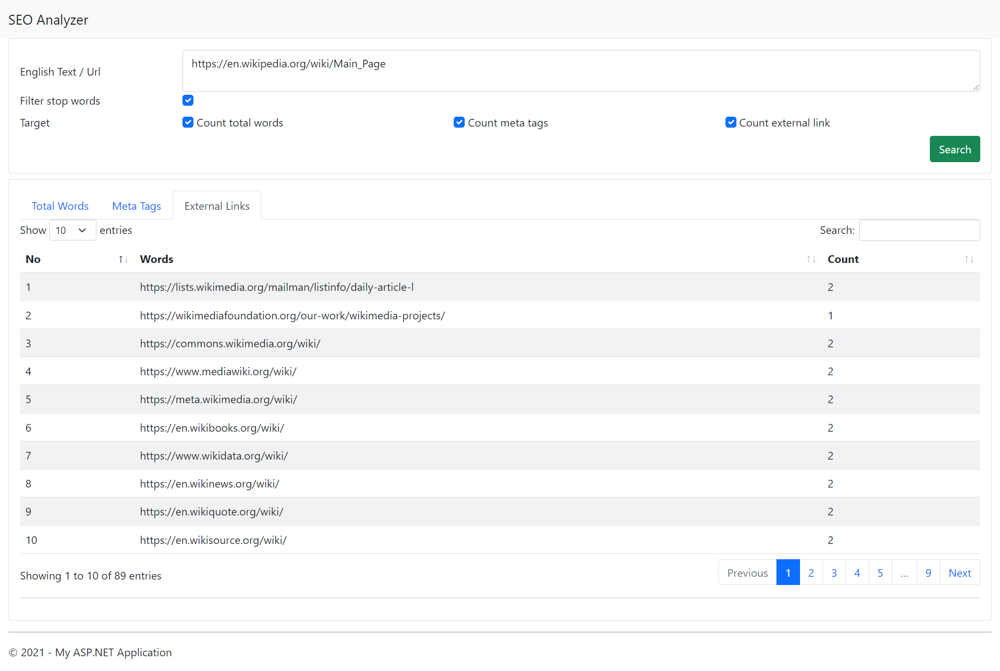 SEO Analyzer
English Text / Url
https://en.wikipedia.org/wiki/Main_Page
Filter stop words
Target
Count total words
Count meta tags
Count external link
Search
Total Words
Meta Tags
External Links
Show 10 entries
Search:
No Words Count
1 https://lists.wikimedia.org/mailman/listinfo/daily-article-l 2
2 https://wikimediafoundation.org/our-work/wikimedia-projects/ 1
3 https://commons.wikimedia.org/wiki/ 2
4 https://www.mediawiki.org/wiki/ 2
5 https://meta.wikimedia.org/wiki/ 2
6 https://en.wikibooks.org/wiki/ 2
7 https://www.wikidata.org/wiki/ 2
8 https://en.wikinews.org/wiki/ 2
9 https://en.wikiquote.org/wiki/ 2
10 https://en.wikisource.org/wiki/ 2
Showing 1 to 10 of 89 entries
Previous 1 2 3 4 5 ... 9 Next
© 2021 - My ASP.NET Application